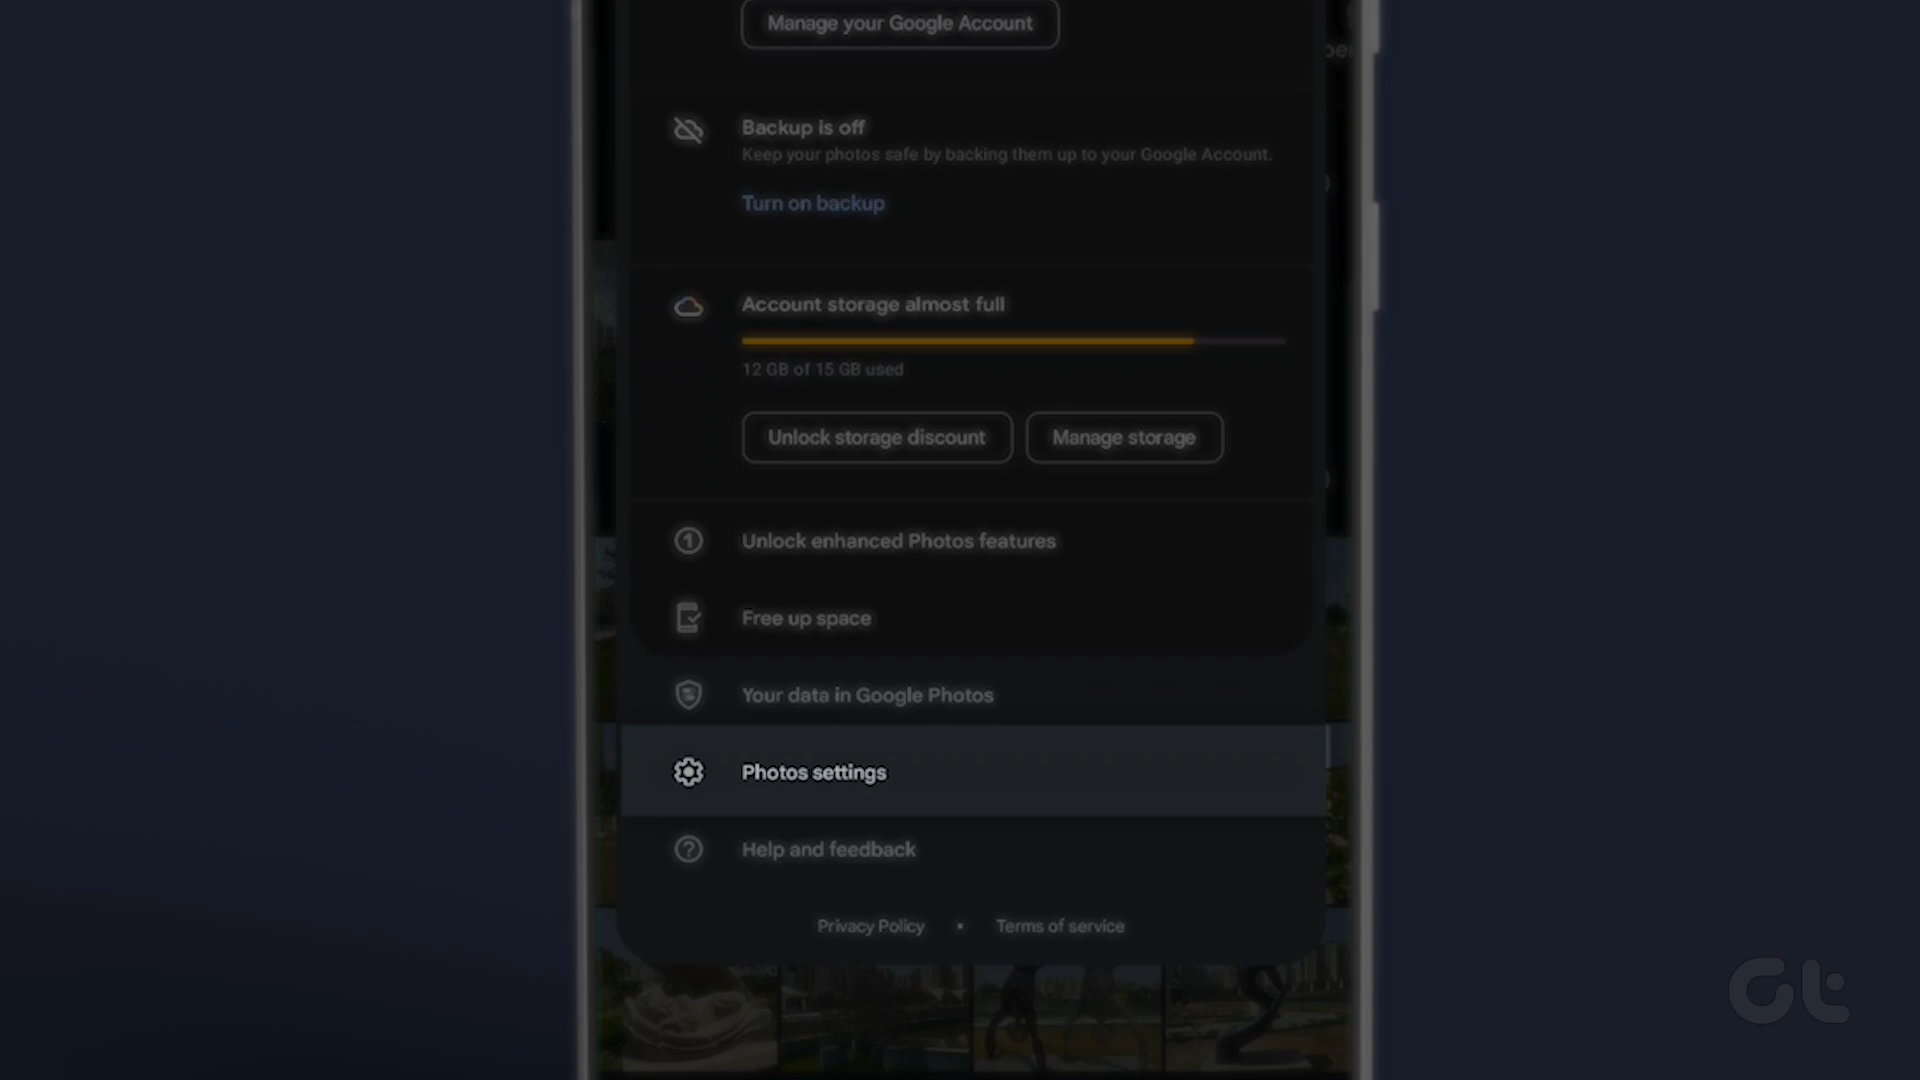 Manage your Google Account
Backup is off
Keep your photos safe by backing them up to your Google Account.
Turn on backup
Account storage almost full
12 GB of 15 GB used
Unlock storage discount
Manage storage
Unlock enhanced Photos features
Free up space
Your data in Google Photos
Photos settings
Help and feedback
Privacy Policy • Terms of service
Gt